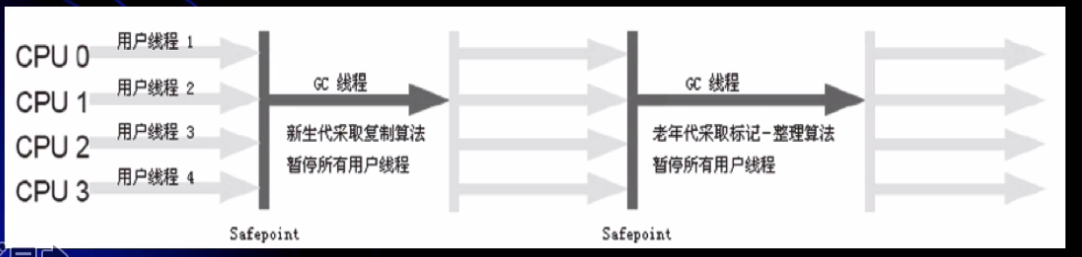 CPU 0 用户线程 1
CPU 1 用户线程 2
CPU 2 用户线程 3
CPU 3 用户线程 4
GC 线程
新生代采取复制算法
暂停所有用户线程
GC 线程
老年代采取标记-整理算法
暂停所有用户线程
Safepoint
Safepoint